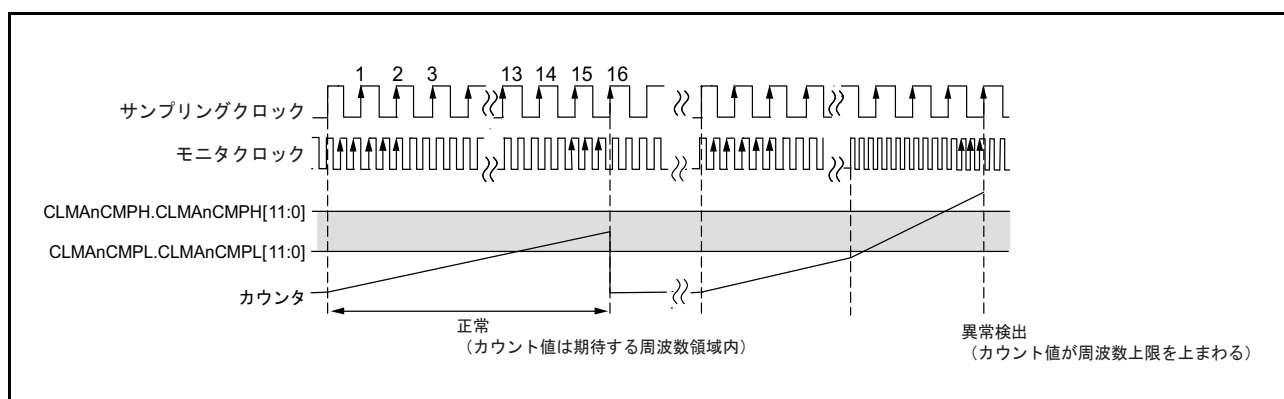 1 2 3 13 14 15 16
サンプリングクロック
モニタクロック
CLMAnCMPH.CLMAnCMPH[11:0]
CLMAnCMPL.CLMAnCMPL[11:0]
カウンタ
正常
（カウント値は期待する周波数領域内）
異常検出
（カウント値が周波数上限を上まわる）